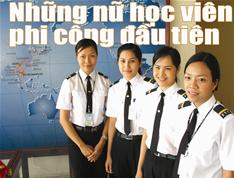 Những nữ học viên
phi công đầu tiên